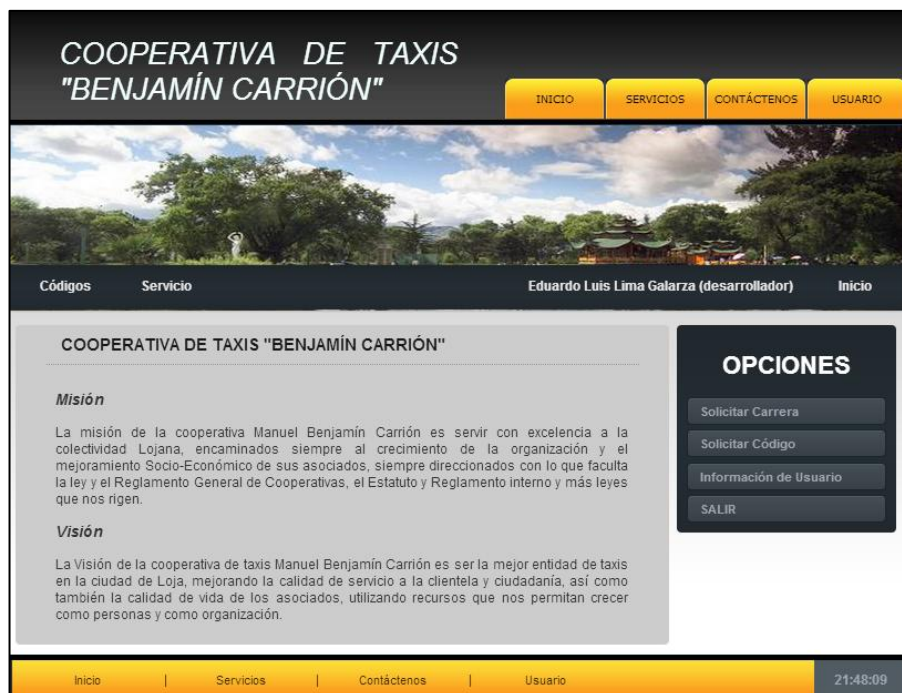 COOPERATIVA DE TAXIS
"BENJAMÍN CARRIÓN"
INICIO SERVICIOS CONTÁCTENOS USUARIO
Códigos Servicio Eduardo Luis Lima Galarza (desarrollador) Inicio
COOPERATIVA DE TAXIS "BENJAMÍN CARRIÓN"
Misión
La misión de la cooperativa Manuel Benjamín Carrión es servir con excelencia a la
colectividad Lojana, encaminados siempre al crecimiento de la organización y el
mejoramiento Socio-Económico de sus asociados, siempre direccionados con lo que faculta
la ley y el Reglamento General de Cooperativas, el Estatuto y Reglamento interno y más leyes
que nos rigen.
Visión
La Visión de la cooperativa de taxis Manuel Benjamín Carrión es ser la mejor entidad de taxis
en la ciudad de Loja, mejorando la calidad de servicio a la clientela y ciudadanía, así como
también la calidad de vida de los asociados, utilizando recursos que nos permitan crecer
como personas y como organización.
OPCIONES
Solicitar Carrera
Solicitar Código
Información de Usuario
SALIR
Inicio | Servicios | Contáctenos | Usuario 21:48:09